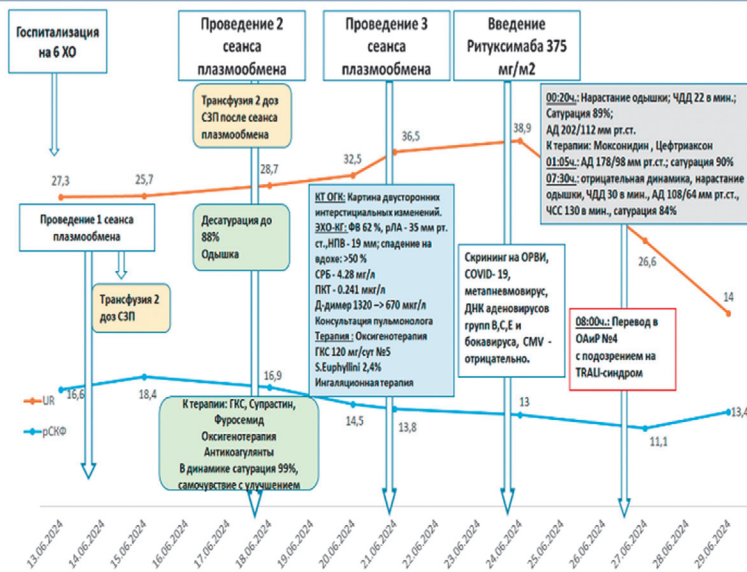 Госпитализация
на 6 ХО
Проведение 2
сеанса
плазмообмена
Проведение 3
сеанса
плазмообмена
Введение
Ритуксимаба 375
мг/м2
Трансфузия 2 доз
СЗП после сеанса
плазмообмена
00:20ч.: Нарастание одышки; ЧДД 22 в мин.;
Сатурация 89%;
АД 202/112 мм рт.ст.
К терапии: Моксонидин , Цефтриаксон
01:05ч.: АД 178/98 мм рт.ст.; сатурация 90%
07:30ч.: отрицательная динамика, нарастание
одышки, ЧДД 30 в мин., АД 108/64 мм рт.ст.,
ЧСС 130 в мин., сатурация 84%
27,3
25,7
28,7
32,5
36,5
38,9
26,6
14
Проведение 1 сеанса
плазмообмена
Трансфузия 2
доз СЗП
Десатурация до
88%
Одышка
КТ ОГК: Картина двусторонних
интерстициальных изменений.
ЭХО-КГ: ФВ 62 %, рЛА - 35 мм рт.
ст.,НПВ - 19 мм; спадение на
вдохе: >50 %
СРБ - 4.28 мг/л
ПКТ - 0.241 мкг/л
Д-димер 1320 –> 670 мкг/л
Консультация пульмонолога
Терапия : Оксигенотерапия
ГКС 120 мг/сут №5
S.Euphyllini 2,4%
Ингаляционная терапия
Скрининг на ОРВИ,
COVID- 19,
метапневмовирус,
ДНК аденовирусов
групп В,С,Е и
бокавируса, CMV -
отрицательно.
08:00ч.: Перевод в
ОАиР №4
с подозрением на
TRALI-синдром
UR
рСКФ
16,6
18,4
16,9
14,5
13,8
13
11,1
13,4
К терапии: ГКС, Супрастин,
Фуросемид
Оксигенотерапия
Антикоагулянты
В динамике сатурация 99%,
самочувствие с улучшением
13.06.2024
14.06.2024
15.06.2024
16.06.2024
17.06.2024
18.06.2024
19.06.2024
20.06.2024
21.06.2024
22.06.2024
23.06.2024
24.06.2024
25.06.2024
26.06.2024
27.06.2024
28.06.2024
29.06.2024